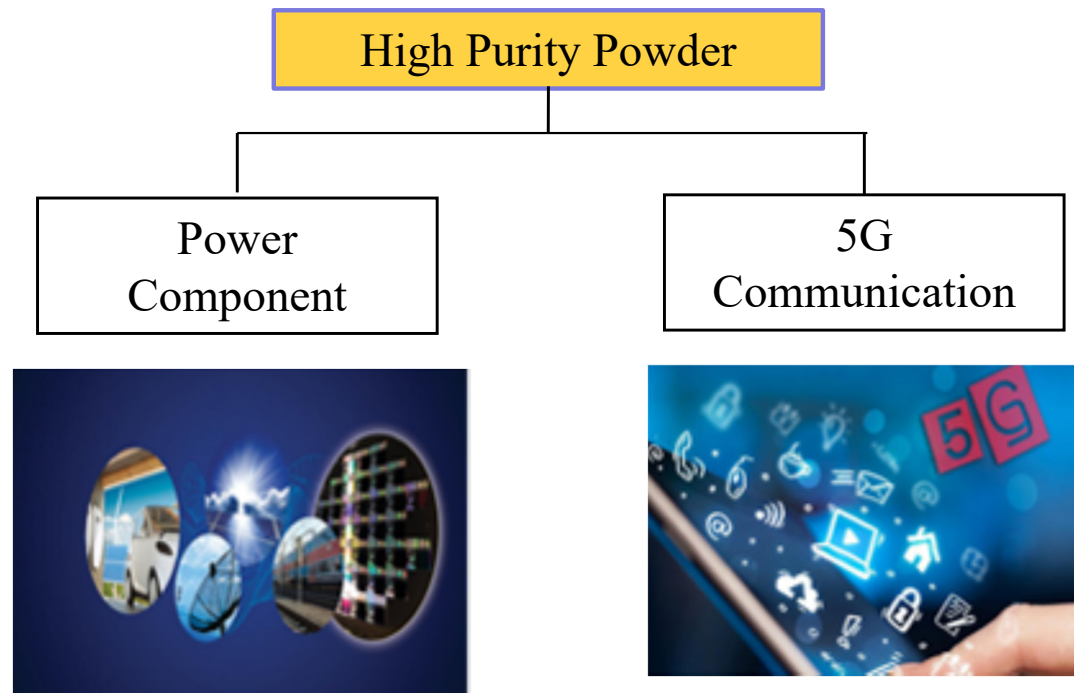 High Purity Powder
Power
Component
5G
Communication
5G